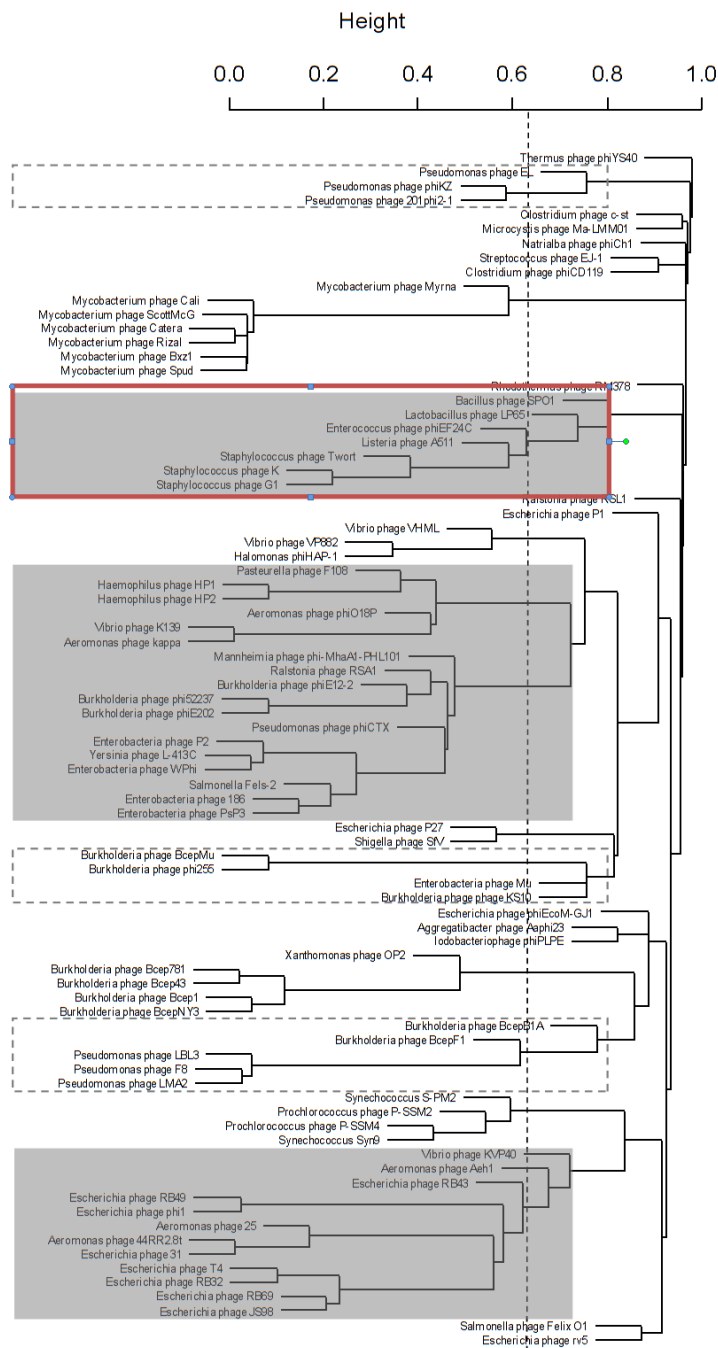 Height
0.0 0.2 0.4 0.6 0.8 1.0
Thermus phage phiYS40
Pseudomonas phage EL
Pseudomonas phage phiKZ
Pseudomonas phage 201phi2-1
Clostridium phage c-st
Microcystis phage Ma-LMM01
Natrialba phage phiCh1
Streptococcus phage EJ-1
Clostridium phage phiCD119
Mycobacterium phage Myrna
Mycobacterium phage Cali
Mycobacterium phage ScottMcG
Mycobacterium phage Catera
Mycobacterium phage Rizal
Mycobacterium phage Bxz1
Mycobacterium phage Spud
Rhodothermus phage RM378
Bacillus phage SPO1
Lactobacillus phage LP65
Enterococcus phage phiEF24C
Listeria phage A511
Staphylococcus phage Twort
Staphylococcus phage K
Staphylococcus phage G1
Ralstonia phage RSL1
Escherichia phage P1
Vibrio phage VHML
Vibrio phage VP882
Halomonas phiHAP-1
Pasteurella phage F108
Haemophilus phage HP1
Haemophilus phage HP2
Aeromonas phage phiO18P
Vibrio phage K139
Aeromonas phage kappa
Mannheimia phage phi-MhaA1-PHL101
Ralstonia phage RSA1
Burkholderia phage phiE12-2
Burkholderia phage phi52237
Burkholderia phage phiE202
Pseudomonas phage phiCTX
Enterobacteria phage P2
Yersinia phage L-413C
Enterobacteria phage WPhi
Salmonella Fels-2
Enterobacteria phage 186
Enterobacteria phage PsP3
Escherichia phage P27
Shigella phage SfV
Burkholderia phage BcepMu
Burkholderia phage phi255
Enterobacteria phage Mu
Burkholderia phage phage KS10
Escherichia phage phiEcoM-GJ1
Aggregatibacter phage Aaphi23
Iodobacteriophage phiPLPE
Xanthomonas phage OP2
Burkholderia phage Bcep781
Burkholderia phage Bcep43
Burkholderia phage Bcep1
Burkholderia phage BcepNY3
Burkholderia phage BcepB1A
Burkholderia phage BcepF1
Pseudomonas phage LBL3
Pseudomonas phage F8
Pseudomonas phage LMA2
Synechococcus S-PM2
Prochlorococcus phage P-SSM2
Prochlorococcus phage P-SSM4
Synechococcus Syn9
Vibrio phage KVP40
Aeromonas phage Aeh1
Escherichia phage RB43
Escherichia phage RB49
Escherichia phage phi1
Aeromonas phage 25
Aeromonas phage 44RR2.8t
Escherichia phage 31
Escherichia phage T4
Escherichia phage RB32
Escherichia phage RB69
Escherichia phage JS98
Salmonella phage Felix O1
Escherichia phage rv5